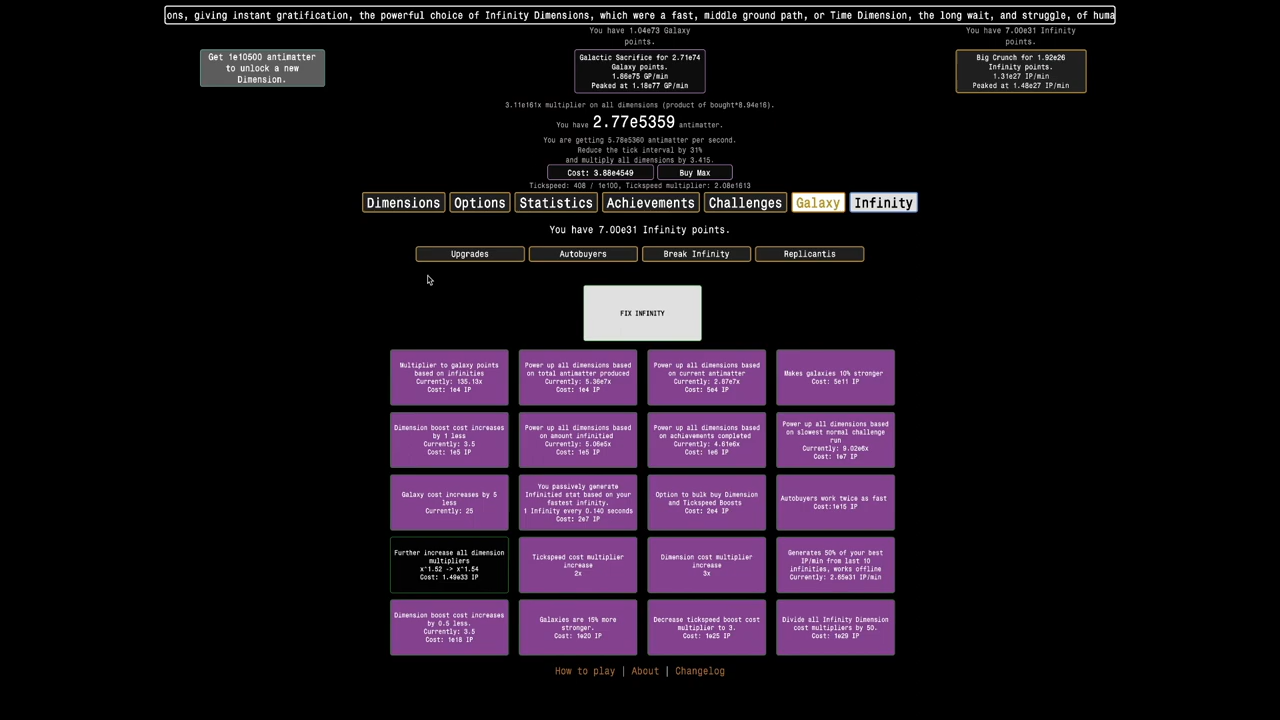 ons, giving instant gratification, the powerful choice of Infinity Dimensions, which were a fast, middle ground path, or Time Dimension, the long wait, and struggle, of huma
You have 1.04e73 Galaxy
points.
You have 7.00e31 Infinity
points.
Get 1e10500 antimatter
to unlock a new
Dimension.
Galactic Sacrifice for 2.71e74
Galaxy points.
1.86e75 GP/min
Peaked at 1.18e77 GP/min
Big Crunch for 1.92e26
Infinity points.
1.31e27 IP/min
Peaked at 1.48e27 IP/min
3.11e161x multiplier on all dimensions (product of bought*8.94e16).
You have 2.77e5359 antimatter.
You are getting 5.78e5360 antimatter per second.
Reduce the tick interval by 31%
and multiply all dimensions by 3.415.
Cost: 3.88e4549
Buy Max
Tickspeed: 408 / 1e100, Tickspeed multiplier: 2.08e1613
Dimensions
Options
Statistics
Achievements
Challenges
Galaxy
Infinity
You have 7.00e31 Infinity points.
Upgrades
Autobuyers
Break Infinity
Replicantis
FIX INFINITY
Multiplier to galaxy points
based on infinities
Currently: 135.13x
Cost: 1e4 IP
Power up all dimensions based
on total antimatter produced
Currently: 5.36e7x
Cost: 1e4 IP
Power up all dimensions based
on current antimatter
Currently: 2.87e7x
Cost: 5e4 IP
Makes galaxies 10% stronger
Cost: 5e11 IP
Dimension boost cost increases
by 1 less
Currently: 3.5
Cost: 1e5 IP
Power up all dimensions based
on amount infinitied
Currently: 5.06e5x
Cost: 1e5 IP
Power up all dimensions based
on achievements completed
Currently: 4.61e6x
Cost: 1e6 IP
Power up all dimensions based
on slowest normal challenge
run
Currently: 9.02e6x
Cost: 1e7 IP
Galaxy cost increases by 5
less
Currently: 25
You passively generate
Infinitied stat based on your
fastest infinity.
1 Infinity every 0.140 seconds
Cost: 2e7 IP
Option to bulk buy Dimension
and Tickspeed Boosts
Cost: 2e4 IP
Autobuyers work twice as fast
Cost:1e15 IP
Further increase all dimension
multipliers
x^1.52 -> x^1.54
Cost: 1.49e33 IP
Tickspeed cost multiplier
increase
2x
Dimension cost multiplier
increase
3x
Generates 50% of your best
IP/min from last 10
infinities, works offline
Currently: 2.65e31 IP/min
Dimension boost cost increases
by 0.5 less.
Currently: 3.5
Cost: 1e18 IP
Galaxies are 15% more
stronger.
Cost: 1e20 IP
Decrease tickspeed boost cost
multiplier to 3.
Cost: 1e25 IP
Divide all Infinity Dimension
cost multipliers by 50.
Cost: 1e29 IP
How to play | About | Changelog